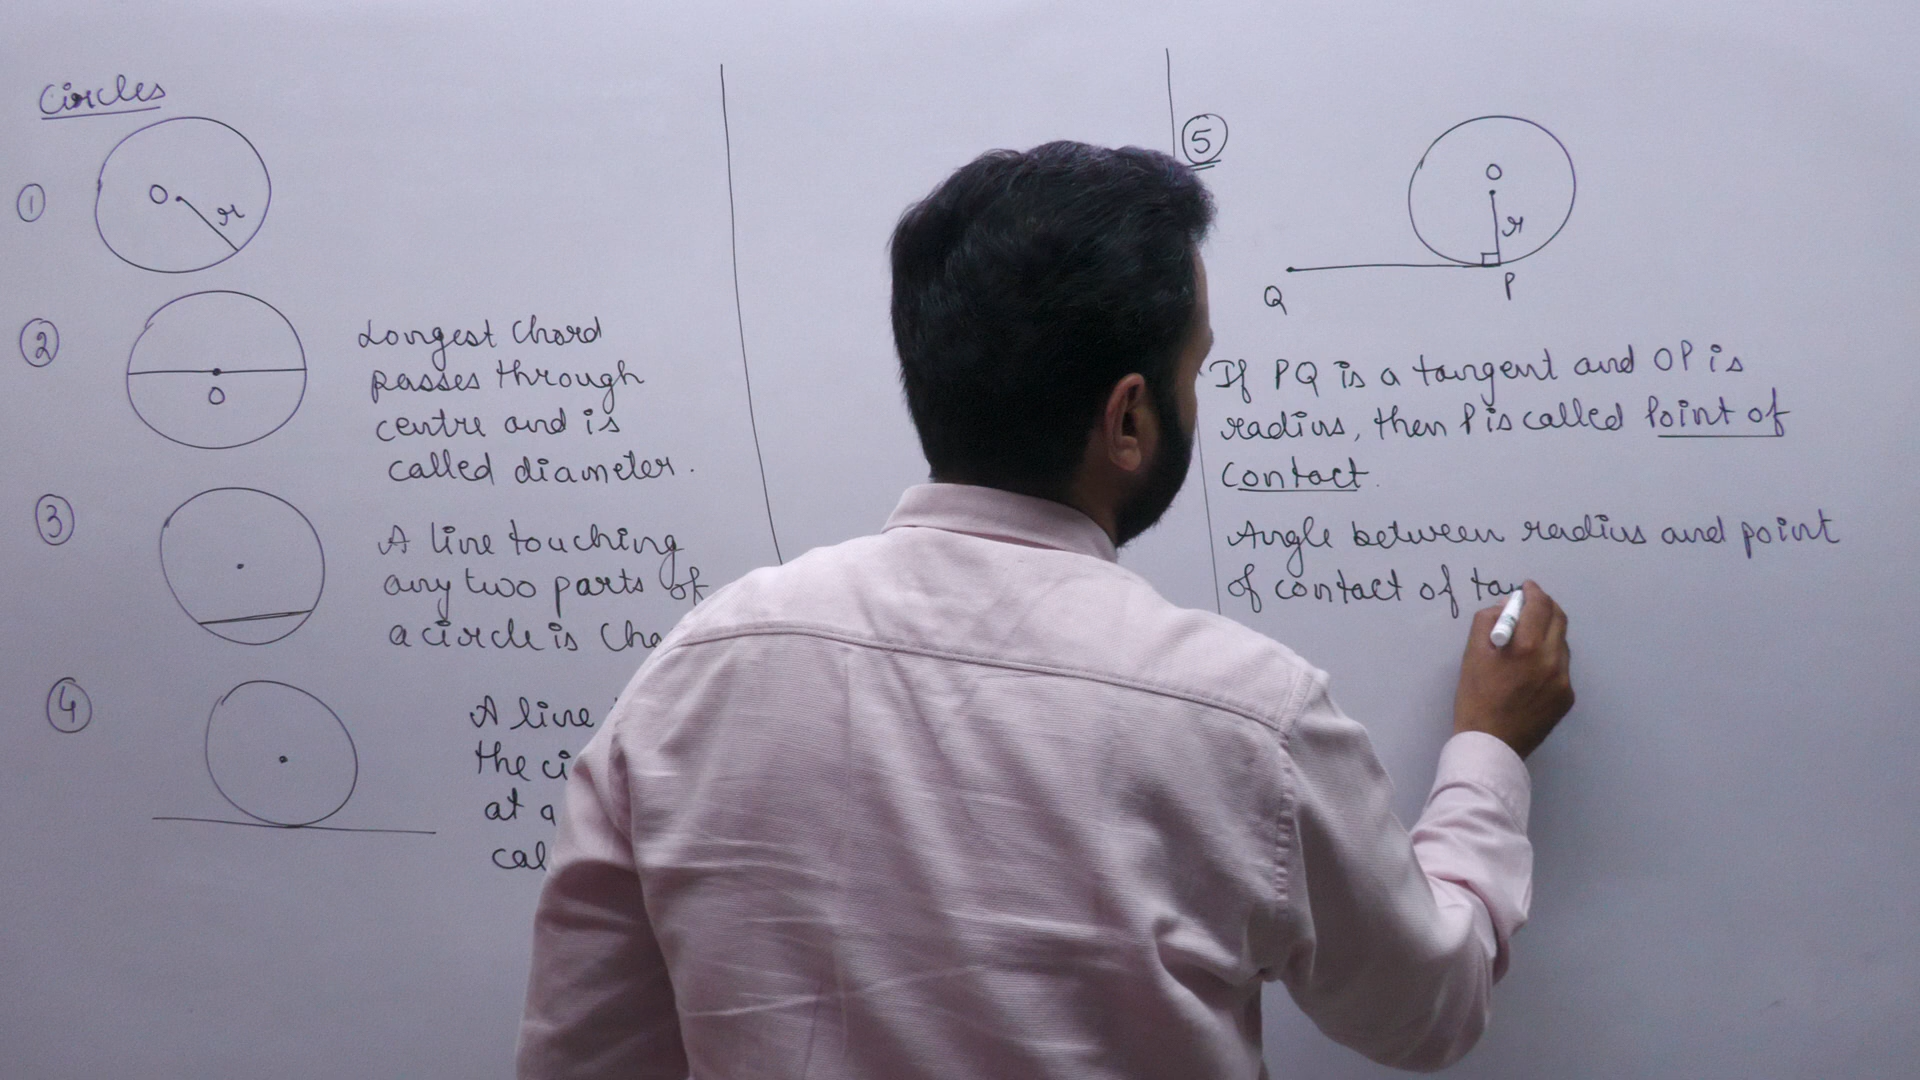 Circles
①
O
r
②
O
Longest Chord
passes through
centre and is
called diameter.
③
A line touching
any two parts of
a circle is
④
A line
the
at a
⑤
O
r
Q
P
If PQ is a tangent and OP is
radius, then P is called Point of
Contact.
Angle between radius and point
of contact of